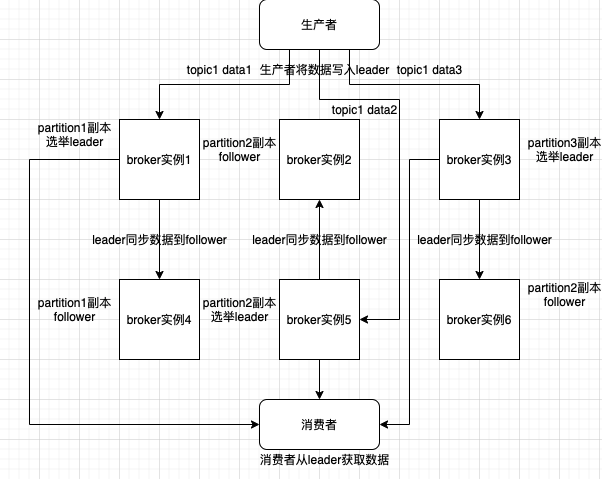 生产者
topic1 data1 生产者将数据写入leader topic1 data3
topic1 data2
partition1副本
选举leader
broker实例1
partition2副本
follower
broker实例2
broker实例3
partition3副本
选举leader
leader同步数据到follower
leader同步数据到follower
leader同步数据到follower
partition1副本
follower
broker实例4
partition2副本
选举leader
broker实例5
broker实例6
partition2副本
follower
消费者
消费者从leader获取数据